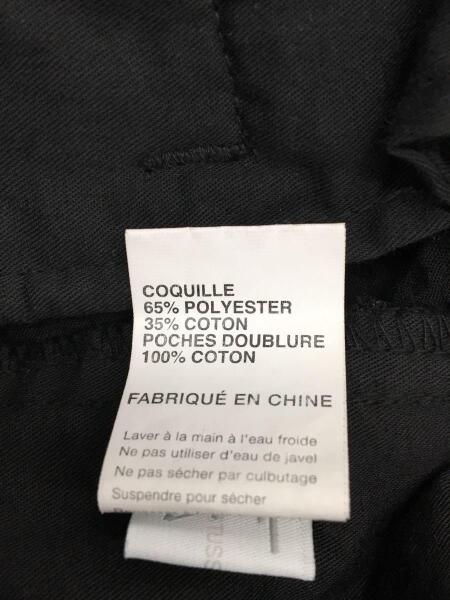 COQUILLE
65% POLYESTER
35% COTON
POCHES DOUBLURE
100% COTON
FABRIQUÉ EN CHINE
Laver à la main à l'eau froide
Ne pas utiliser d'eau de javel
Ne pas sécher par culbutage
Suspendre pour sécher